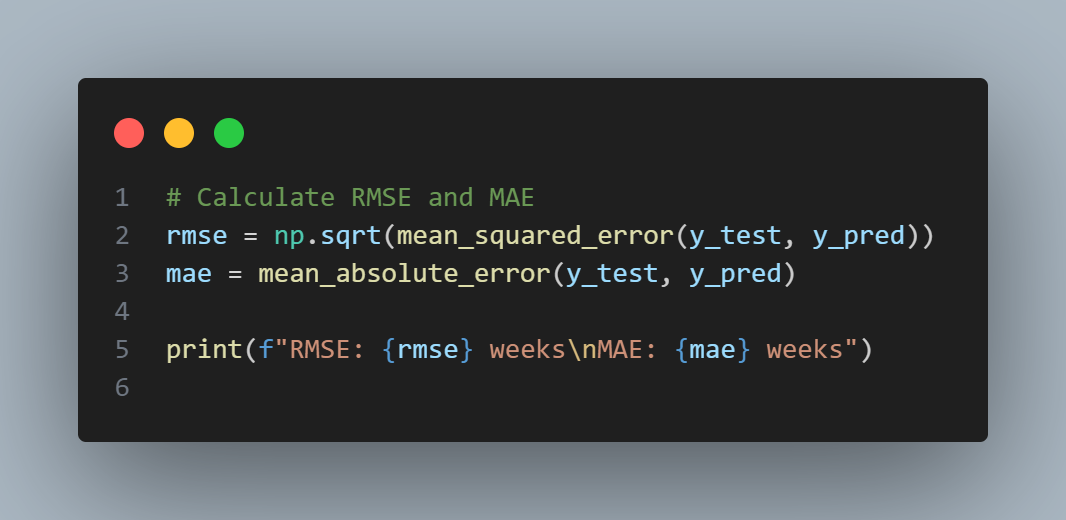 1 # Calculate RMSE and MAE
2 rmse = np.sqrt(mean_squared_error(y_test, y_pred))
3 mae = mean_absolute_error(y_test, y_pred)
4
5 print(f"RMSE: {rmse} weeks\nMAE: {mae} weeks")
6